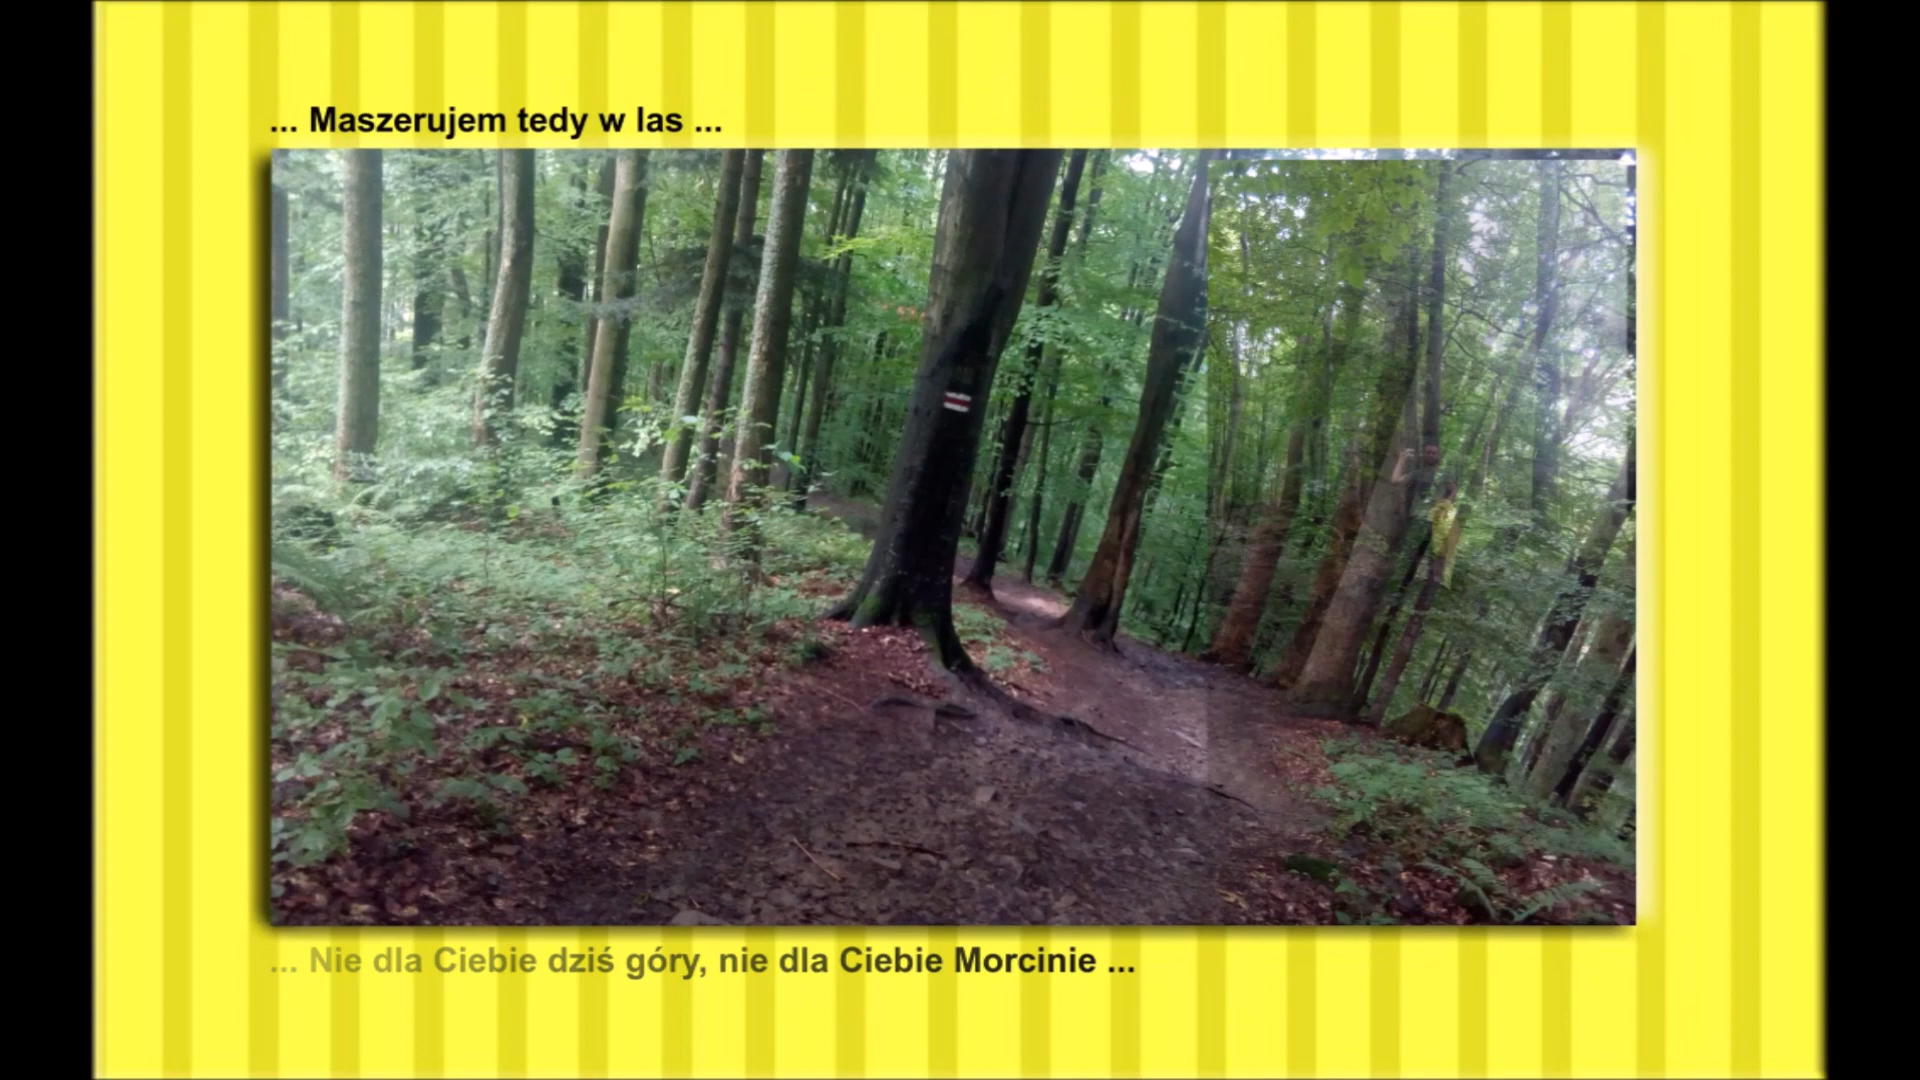 ... Maszerujem tedy w las ...
... Nie dla Ciebie dziś góry, nie dla Ciebie Morcinie ...